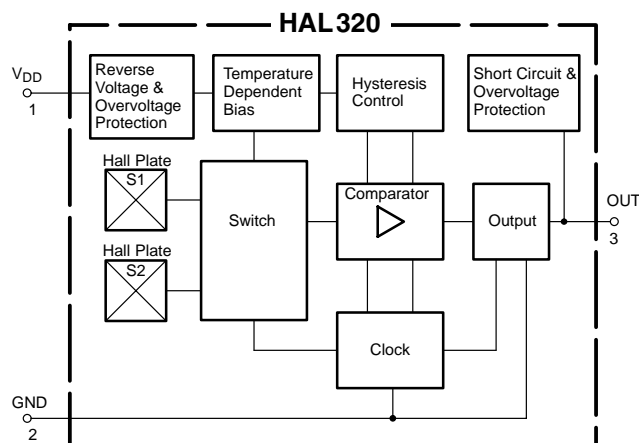 HAL 320
VDD
1
Reverse
Voltage &
Overvoltage
Protection
Temperature
Dependent
Bias
Hysteresis
Control
Short Circuit &
Overvoltage
Protection
Hall Plate
S1
Hall Plate
S2
Switch
Comparator
Output
OUT
3
Clock
GND
2